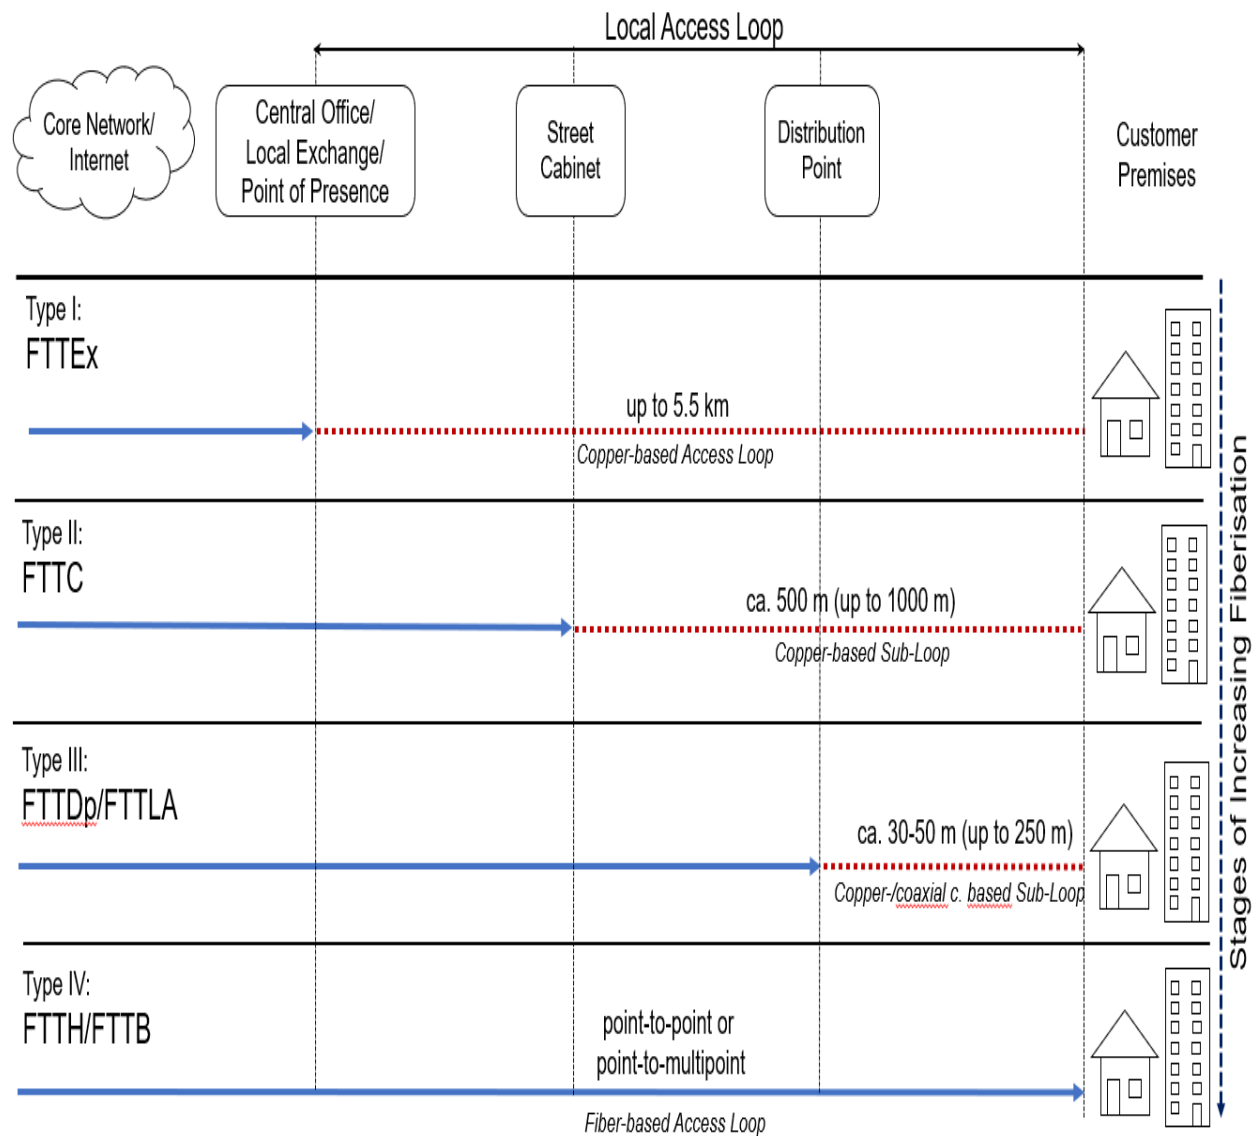 Local Access Loop
Core Network/
Internet
Central Office/
Local Exchange/
Point of Presence
Street
Cabinet
Distribution
Point
Customer
Premises
Type I:
FTTEx
up to 5.5 km
Copper-based Access Loop
Type II:
FTTC
ca. 500 m (up to 1000 m)
Copper-based Sub-Loop
Type III:
FTTDp/FTTLA
ca. 30-50 m (up to 250 m)
Copper-/coaxial c. based Sub-Loop
Type IV:
FTTH/FTTB
point-to-point or
point-to-multipoint
Fiber-based Access Loop
Stages of Increasing Fiberisation